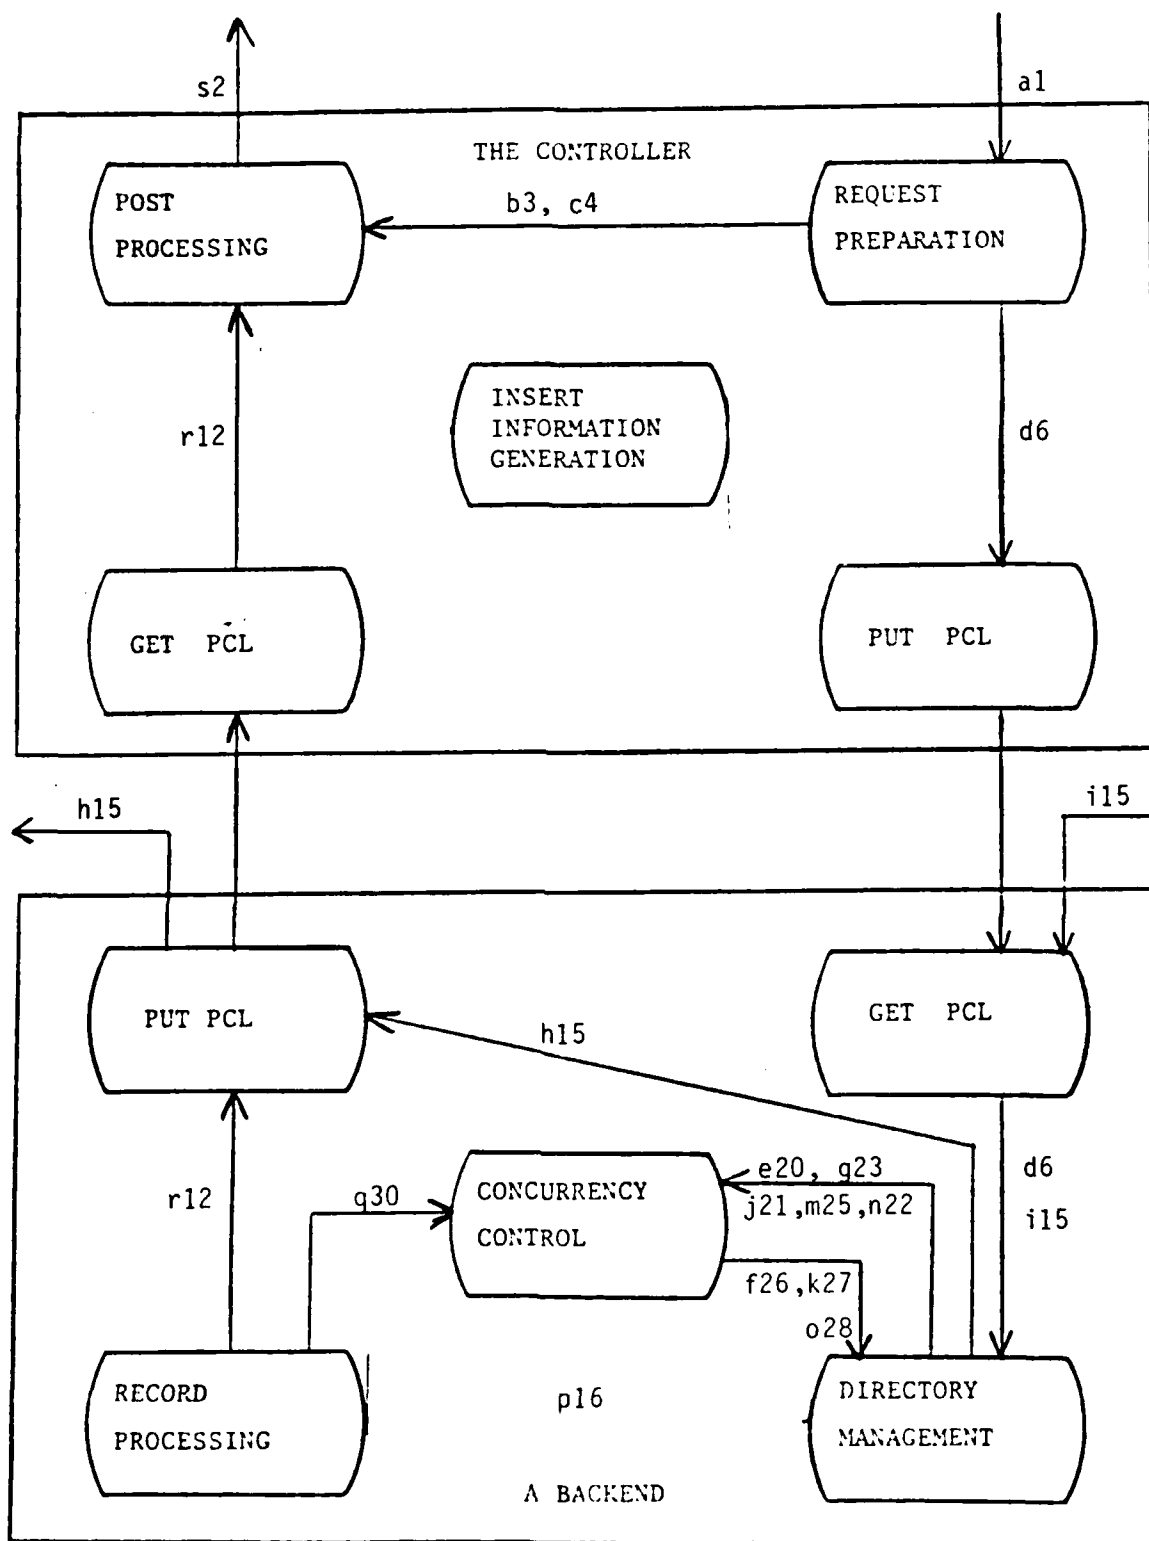 s2
a1
THE CONTROLLER
POST
PROCESSING
b3, c4
REQUEST
PREPARATION
INSERT
INFORMATION
GENERATION
r12
d6
GET PCL
PUT PCL
h15
i15
PUT PCL
GET PCL
h15
r12
q30
CONCURRENCY
CONTROL
e20, g23
j21,m25,n22
d6
i15
f26,k27
o28
RECORD
PROCESSING
p16
DIRECTORY
MANAGEMENT
A BACKEND